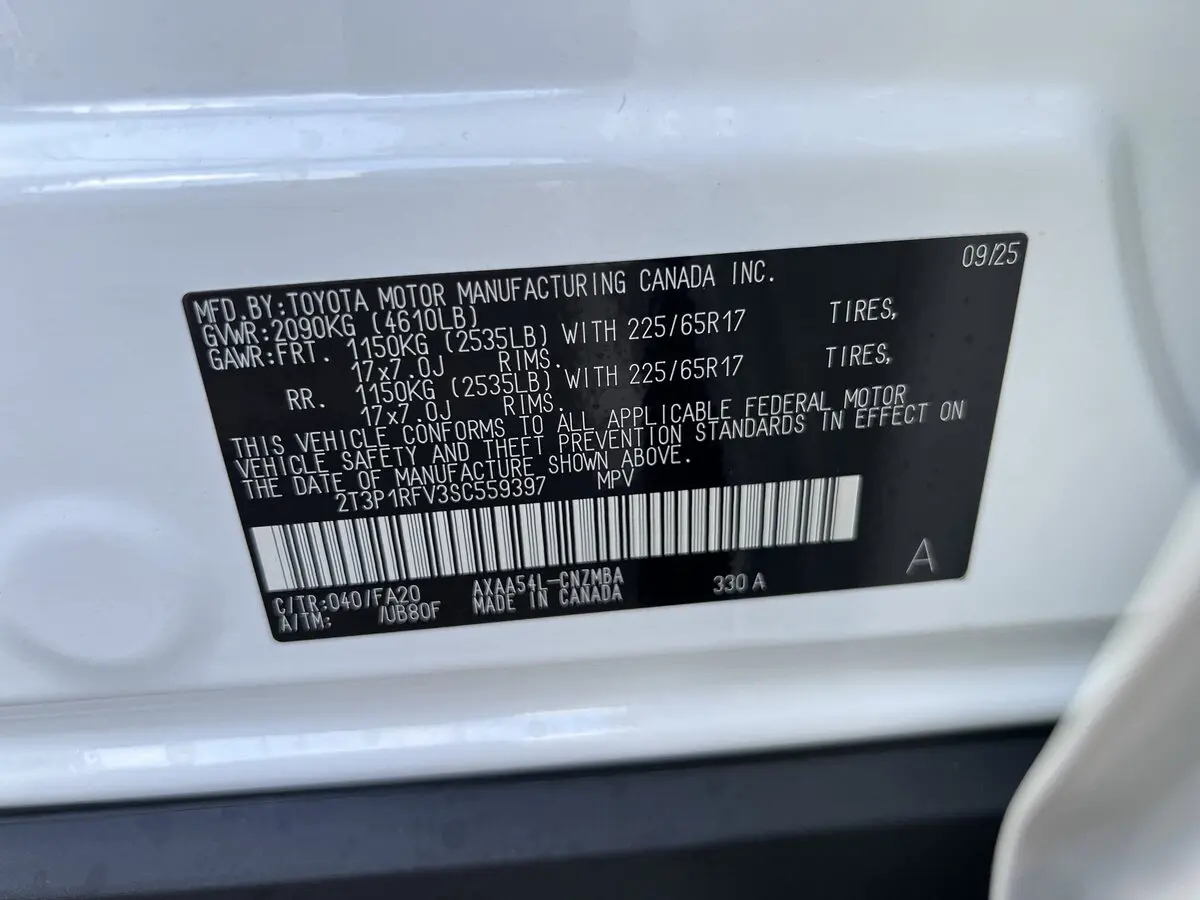 09/25
MFD.BY:TOYOTA MOTOR MANUFACTURING CANADA INC.
GVWR:2090KG (4610LB)
GAWR:FRT. 1150KG (2535LB) WITH 225/65R17 TIRES,
17x7.0J RIMS.
RR. 1150KG (2535LB) WITH 225/65R17 TIRES,
17x7.0J RIMS.
THIS VEHICLE CONFORMS TO ALL APPLICABLE FEDERAL MOTOR
VEHICLE SAFETY AND THEFT PREVENTION STANDARDS IN EFFECT ON
THE DATE OF MANUFACTURE SHOWN ABOVE.
2T3P1RFV3SC559397 MPV
C/TR:040/FA20 AXAA54L-CNZMBA 330 A A
A/TM: /UB80F MADE IN CANADA